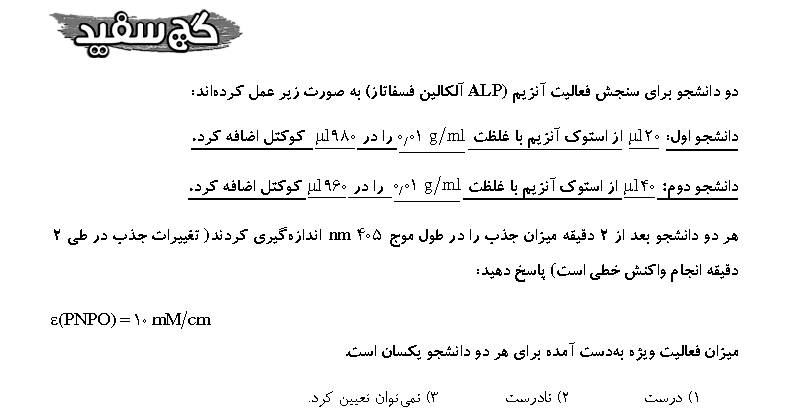 گچ سفید
دو دانشجو برای سنجش فعالیت آنزیم (ALP آلکالین فسفاتاز) به صورت زیر عمل کرده‌اند:
دانشجو اول: ۲۰ μl از استوک آنزیم با غلظت ۰٫۰۱ g/ml را در ۹۸۰ μl کوکتل اضافه کرد.
دانشجو دوم: ۴۰ μl از استوک آنزیم با غلظت ۰٫۰۱ g/ml را در ۹۶۰ μl کوکتل اضافه کرد.
هر دو دانشجو بعد از ۲ دقیقه میزان جذب را در طول موج ۴۰۵ nm اندازه‌گیری کردند( تغییرات جذب در طی ۲
دقیقه انجام واکنش خطی است) پاسخ دهید:
ε(PNPO) = ۱۰ mM/cm
میزان فعالیت ویژه به‌دست آمده برای هر دو دانشجو یکسان است.
۱) درست ۲) نادرست ۳) نمی‌توان تعیین کرد.